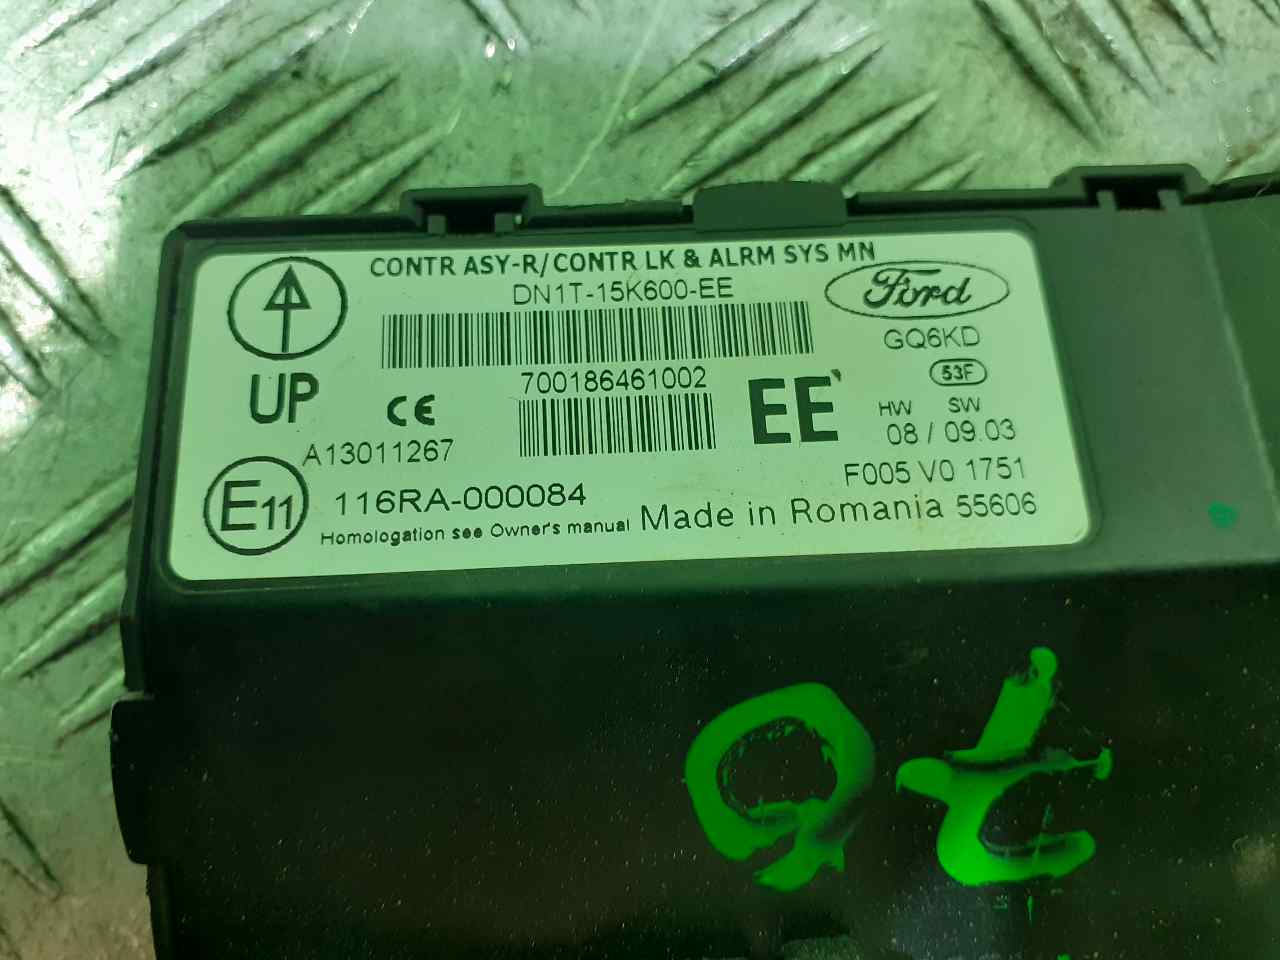 CONTR ASY-R/CONTR LK & ALRM SYS MN
DN1T-15K600-EE
Ford
GQ6KD
UP
CE
700186461002
EE
53F
HW SW
08 / 09.03
A13011267
F005 V0 1751
E11
116RA-000084
Homologation see Owner's manual
Made in Romania 55606